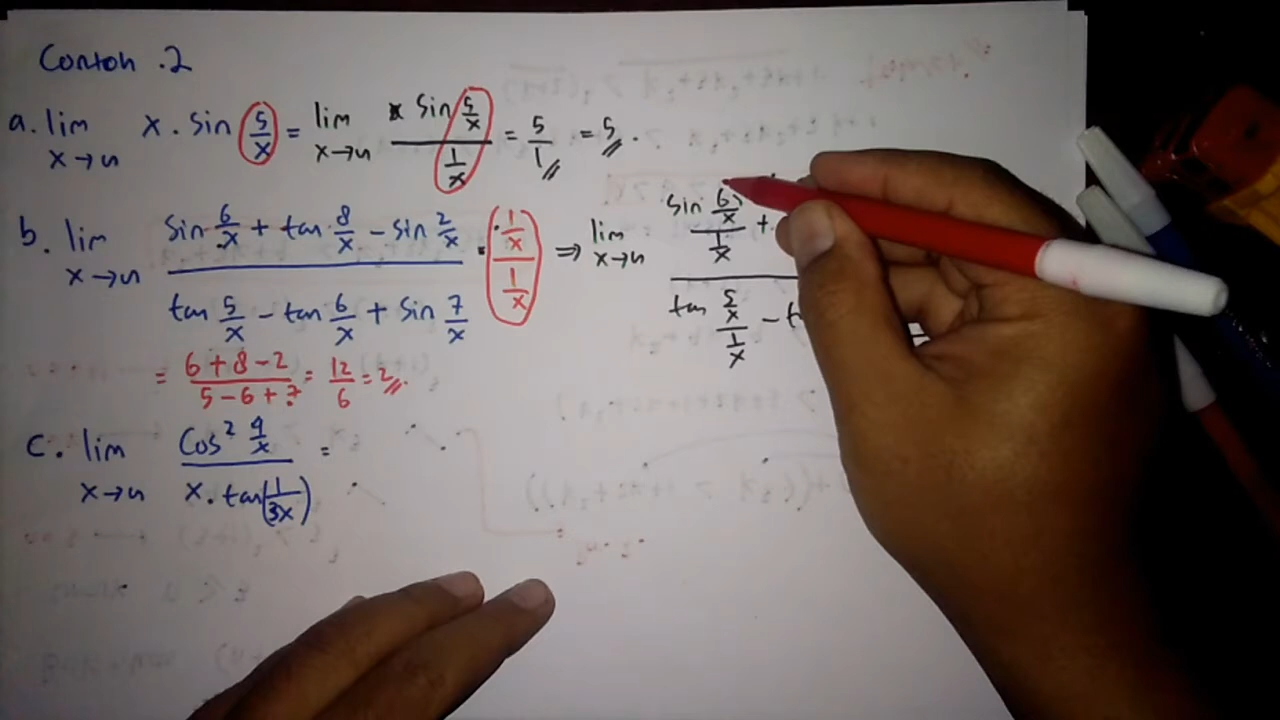 Contoh .2
a. lim x→∾ x . sin 5/x = lim x→∾ sin 5/x / 1/x = 5/1 = 5 .
b. lim x→∾ sin 6/x + tan 8/x − sin 2/x / tan 5/x − tan 6/x + sin 7/x · 1/x / 1/x ⇒ lim x→∾ sin 6/x / 1/x + / tan 5/x / 1/x − t
= 6 + 8 − 2 / 5 − 6 + 7 = 12/6 = 2 .
c. lim x→∾ Cos² 4/x / x . tan(1/3x) =